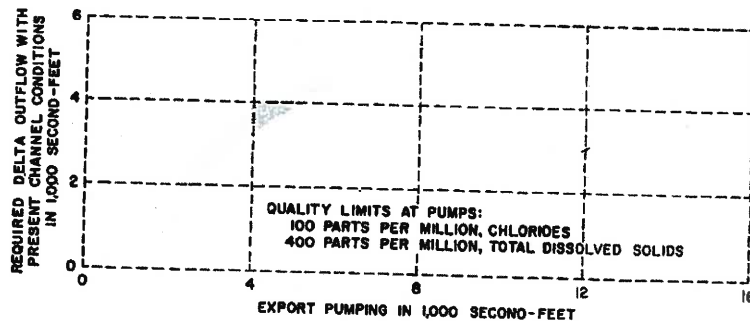 REQUIRED DELTA OUTFLOW WITH
PRESENT CHANNEL CONDITIONS
IN 1,000 SECOND-FEET
6
4
2
0
QUALITY LIMITS AT PUMPS:
100 PARTS PER MILLION, CHLORIDES
400 PARTS PER MILLION, TOTAL DISSOLVED SOLIDS
0 4 8 12 16
EXPORT PUMPING IN 1,000 SECOND-FEET